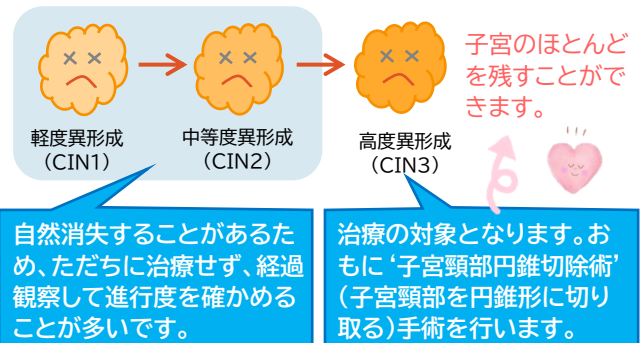 子宮のほとんど
を残すことがで
きます。
軽度異形成
（CIN1）
中等度異形成
（CIN2）
高度異形成
（CIN3）
自然消失することがあるた
め、ただちに治療せず、経過
観察して進行度を確かめる
ことが多いです。
治療の対象となります。お
もに‘子宮頸部円錐切除術’
（子宮頸部を円錐形に切り
取る）手術を行います。